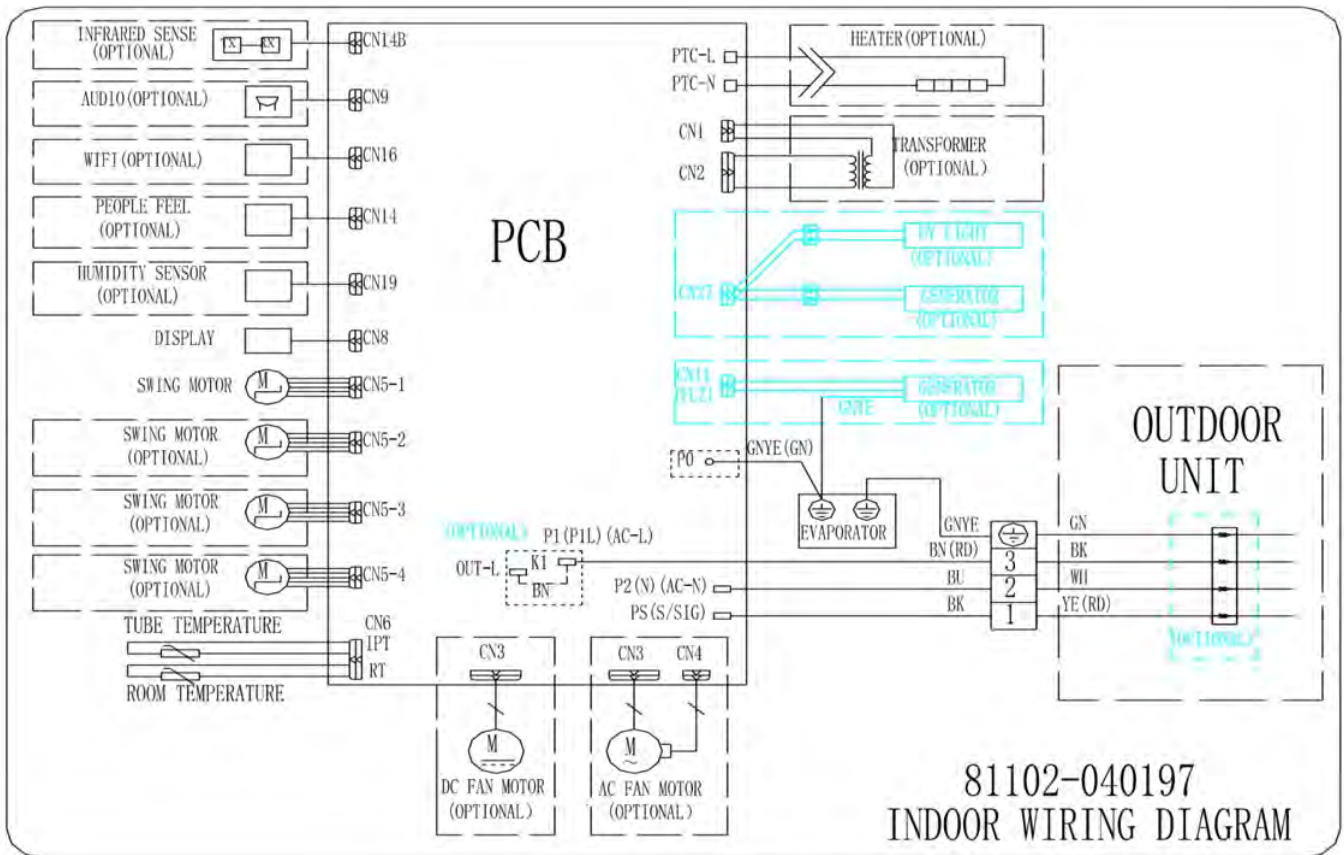 INFRARED SENSE
(OPTIONAL)
TX
RX
CN14B
AUDIO(OPTIONAL)
CN9
WIFI(OPTIONAL)
CN16
PEOPLE FEEL
(OPTIONAL)
CN14
HUMIDITY SENSOR
(OPTIONAL)
CN19
DISPLAY
CN8
SWING MOTOR
M
CN5-1
SWING MOTOR
(OPTIONAL)
M
CN5-2
SWING MOTOR
(OPTIONAL)
M
CN5-3
SWING MOTOR
(OPTIONAL)
M
CN5-4
TUBE TEMPERATURE
CN6
IPT
RT
ROOM TEMPERATURE
PCB
PTC-L
PTC-N
HEATER(OPTIONAL)
CN1
CN2
TRANSFORMER
(OPTIONAL)
CN27
UV LIGHT
(OPTIONAL)
GENERATOR
(OPTIONAL)
CN11
(FLZ)
GNYE
GENERATOR
(OPTIONAL)
P0
GNYE(GN)
EVAPORATOR
(OPTIONAL)
P1(P1L)(AC-L)
OUT-L
K1
BN
P2(N)(AC-N)
PS(S/SIG)
GNYE
BN(RD)
BU
BK
3
2
1
GN
BK
WH
YE(RD)
OUTDOOR
UNIT
(OPTIONAL)
CN3
M
DC FAN MOTOR
(OPTIONAL)
CN3
CN4
M
~
AC FAN MOTOR
(OPTIONAL)
81102-040197
INDOOR WIRING DIAGRAM